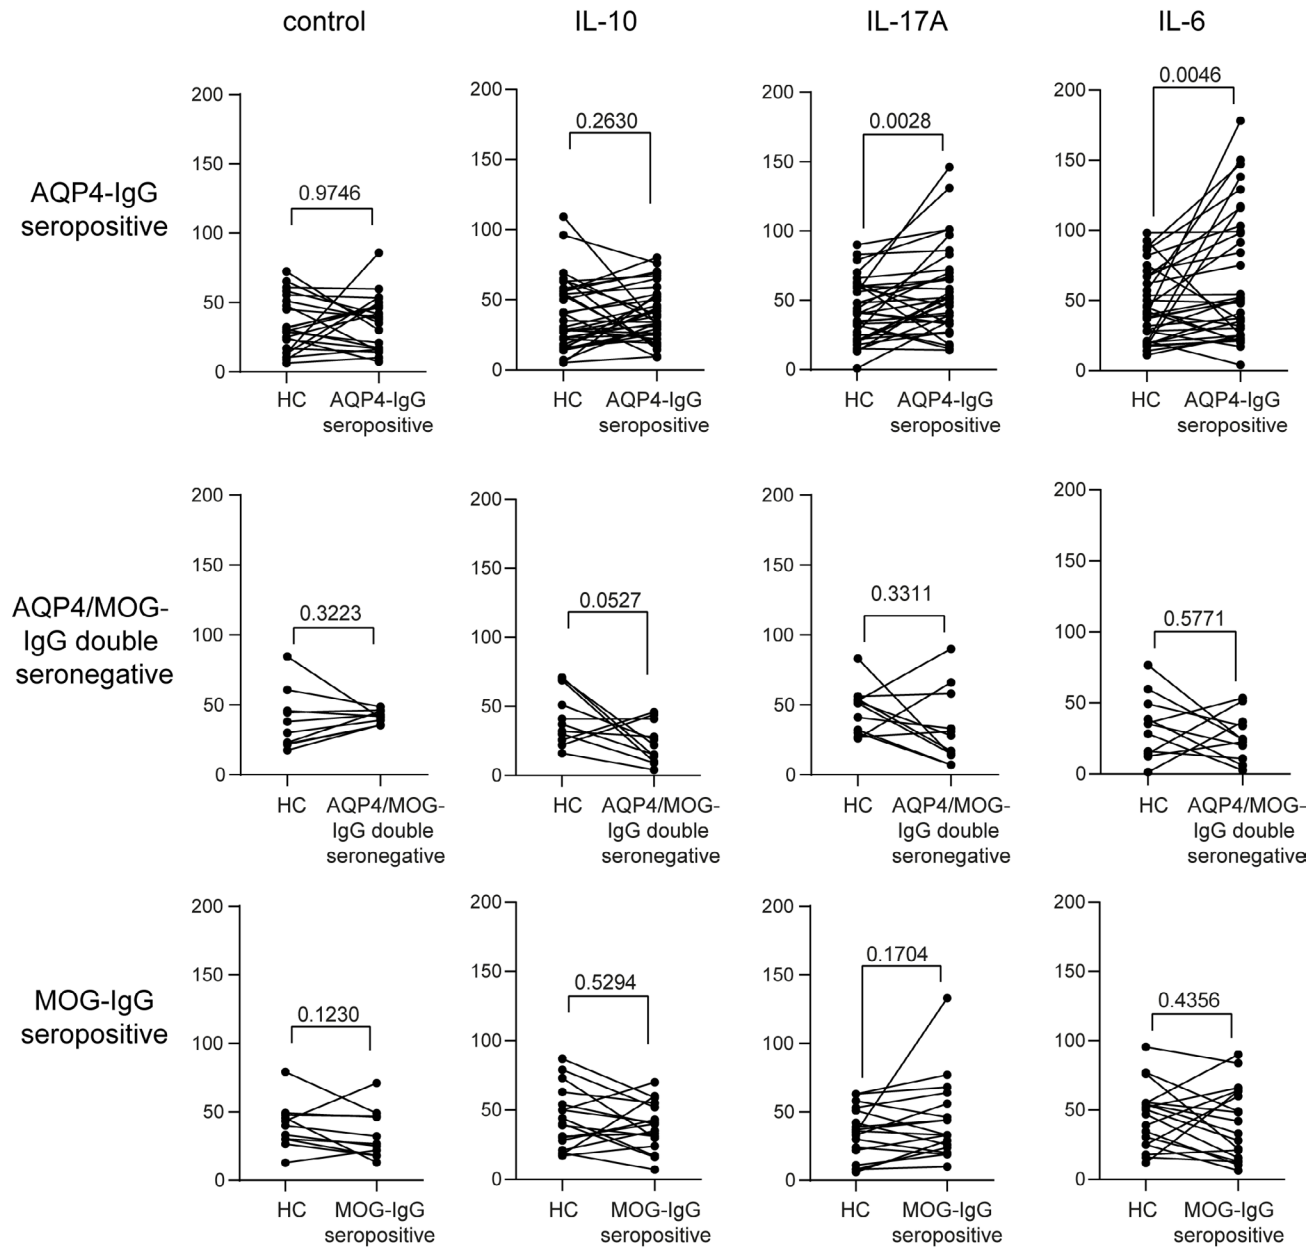 control
IL-10
IL-17A
IL-6
AQP4-IgG
seropositive
200
150
100
50
0
0.9746
HC
AQP4-IgG
seropositive
200
150
100
50
0
0.2630
HC
AQP4-IgG
seropositive
200
150
100
50
0
0.0028
HC
AQP4-IgG
seropositive
200
150
100
50
0
0.0046
HC
AQP4-IgG
seropositive
AQP4/MOG-
IgG double
seronegative
200
150
100
50
0
0.3223
HC
AQP4/MOG-
IgG double
seronegative
200
150
100
50
0
0.0527
HC
AQP4/MOG-
IgG double
seronegative
200
150
100
50
0
0.3311
HC
AQP4/MOG-
IgG double
seronegative
200
150
100
50
0
0.5771
HC
AQP4/MOG-
IgG double
seronegative
MOG-IgG
seropositive
200
150
100
50
0
0.1230
HC
MOG-IgG
seropositive
200
150
100
50
0
0.5294
HC
MOG-IgG
seropositive
200
150
100
50
0
0.1704
HC
MOG-IgG
seropositive
200
150
100
50
0
0.4356
HC
MOG-IgG
seropositive